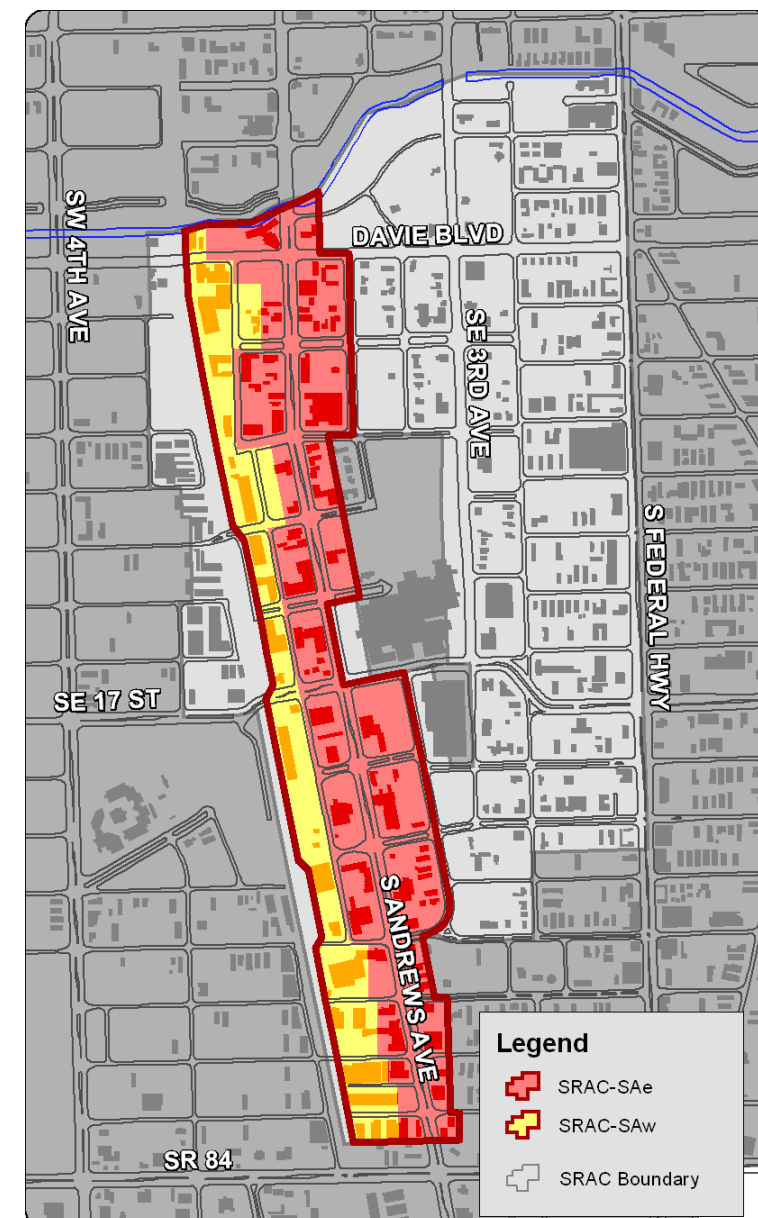 SW 4TH AVE
DAVIE BLVD
SE 3RD AVE
S FEDERAL HWY
SE 17 ST
S ANDREWS AVE
SR 84
Legend
SRAC-SAe
SRAC-SAw
SRAC Boundary